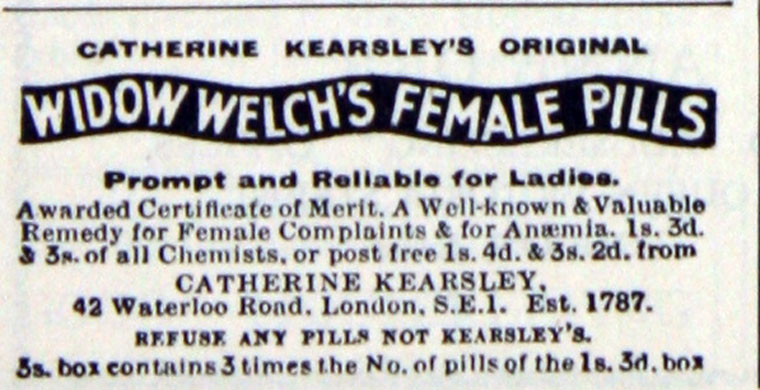 CATHERINE KEARSLEY'S ORIGINAL
WIDOW WELCH'S FEMALE PILLS
Prompt and Reliable for Ladies.
Awarded Certificate of Merit. A Well-known & Valuable
Remedy for Female Complaints & for Anæmia. 1s. 3d.
& 3s. of all Chemists, or post free 1s. 4d. & 3s. 2d. from
CATHERINE KEARSLEY,
42 Waterloo Road, London, S.E.1. Est. 1787.
REFUSE ANY PILLS NOT KEARSLEY'S.
3s. box contains 3 times the No. of pills of the 1s. 3d. box